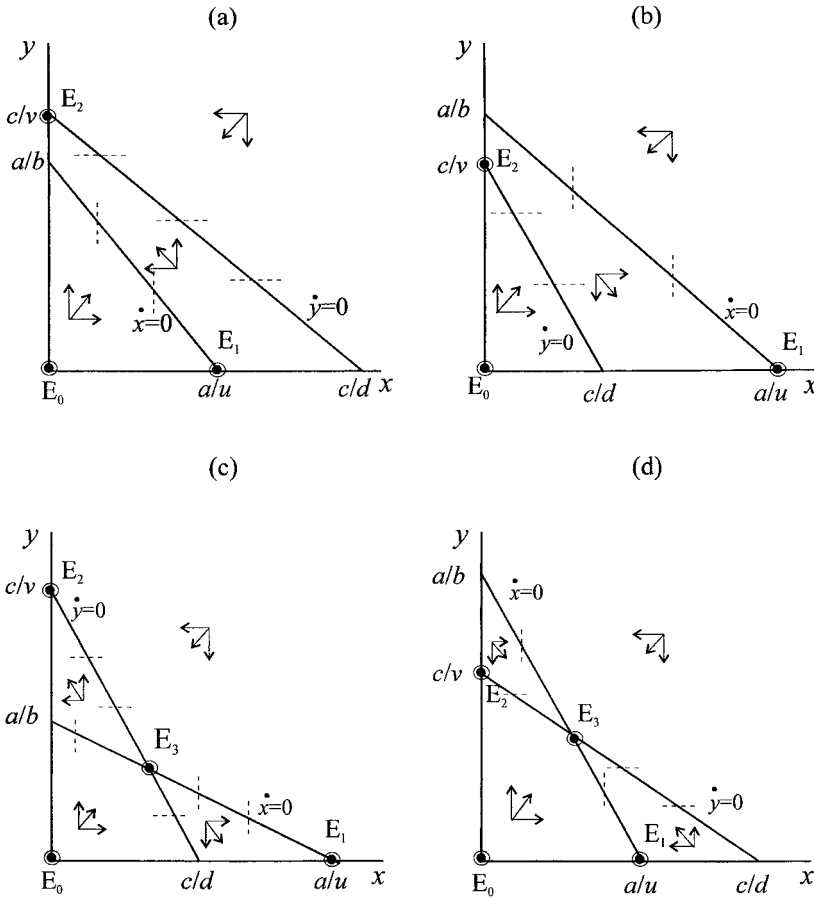 (a)
y
E₂
c/v
a/b
ẋ=0
ẏ=0
E₁
E₀
a/u
c/d
x
(b)
y
a/b
c/v
E₂
ẏ=0
ẋ=0
E₁
E₀
c/d
a/u
x
(c)
y
E₂
c/v
ẏ=0
a/b
E₃
ẋ=0
E₁
E₀
c/d
a/u
x
(d)
y
a/b
ẋ=0
c/v
E₂
E₃
ẏ=0
E₁
E₀
a/u
c/d
x